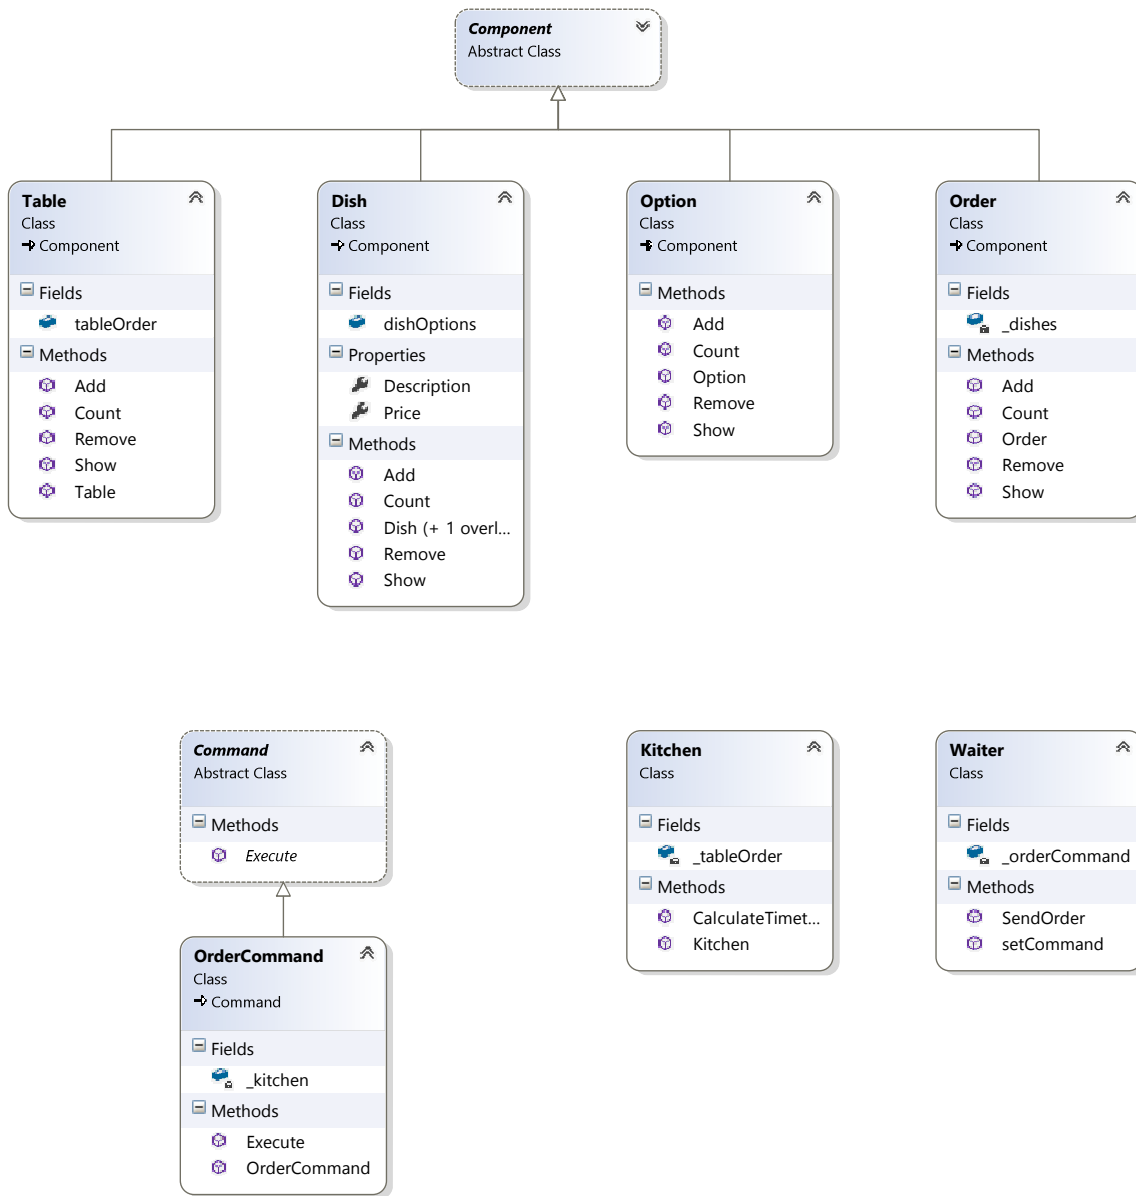 Component
Abstract Class
Table
Class
Component
Fields
tableOrder
Methods
Add
Count
Remove
Show
Table
Dish
Class
Component
Fields
dishOptions
Properties
Description
Price
Methods
Add
Count
Dish (+ 1 overl...
Remove
Show
Option
Class
Component
Methods
Add
Count
Option
Remove
Show
Order
Class
Component
Fields
_dishes
Methods
Add
Count
Order
Remove
Show
Command
Abstract Class
Methods
Execute
OrderCommand
Class
Command
Fields
_kitchen
Methods
Execute
OrderCommand
Kitchen
Class
Fields
_tableOrder
Methods
CalculateTimet...
Kitchen
Waiter
Class
Fields
_orderCommand
Methods
SendOrder
setCommand